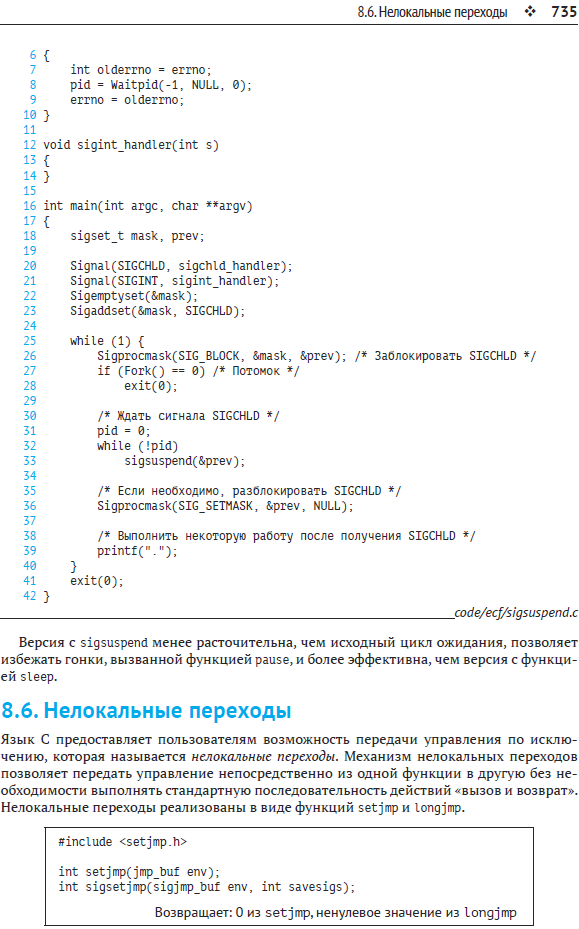 8.6. Нелокальные переходы ❖ 735
6 {
7     int olderrno = errno;
8     pid = Waitpid(-1, NULL, 0);
9     errno = olderrno;
10 }
11
12 void sigint_handler(int s)
13 {
14 }
15
16 int main(int argc, char **argv)
17 {
18     sigset_t mask, prev;
19
20     Signal(SIGCHLD, sigchld_handler);
21     Signal(SIGINT, sigint_handler);
22     Sigemptyset(&mask);
23     Sigaddset(&mask, SIGCHLD);
24
25     while (1) {
26         Sigprocmask(SIG_BLOCK, &mask, &prev); /* Заблокировать SIGCHLD */
27         if (Fork() == 0) /* Потомок */
28             exit(0);
29
30         /* Ждать сигнала SIGCHLD */
31         pid = 0;
32         while (!pid)
33             sigsuspend(&prev);
34
35         /* Если необходимо, разблокировать SIGCHLD */
36         Sigprocmask(SIG_SETMASK, &prev, NULL);
37
38         /* Выполнить некоторую работу после получения SIGCHLD */
39         printf(".");
40     }
41     exit(0);
42 }
code/ecf/sigsuspend.c
Версия с sigsuspend менее расточительна, чем исходный цикл ожидания, позволяет
избежать гонки, вызванной функцией pause, и более эффективна, чем версия с функци-
ей sleep.
8.6. Нелокальные переходы
Язык С предоставляет пользователям возможность передачи управления по исклю-
чению, которая называется нелокальные переходы. Механизм нелокальных переходов
позволяет передать управление непосредственно из одной функции в другую без не-
обходимости выполнять стандартную последовательность действий «вызов и возврат».
Нелокальные переходы реализованы в виде функций setjmp и longjmp.
#include <setjmp.h>
int setjmp(jmp_buf env);
int sigsetjmp(sigjmp_buf env, int savesigs);
Возвращает: 0 из setjmp, ненулевое значение из longjmp